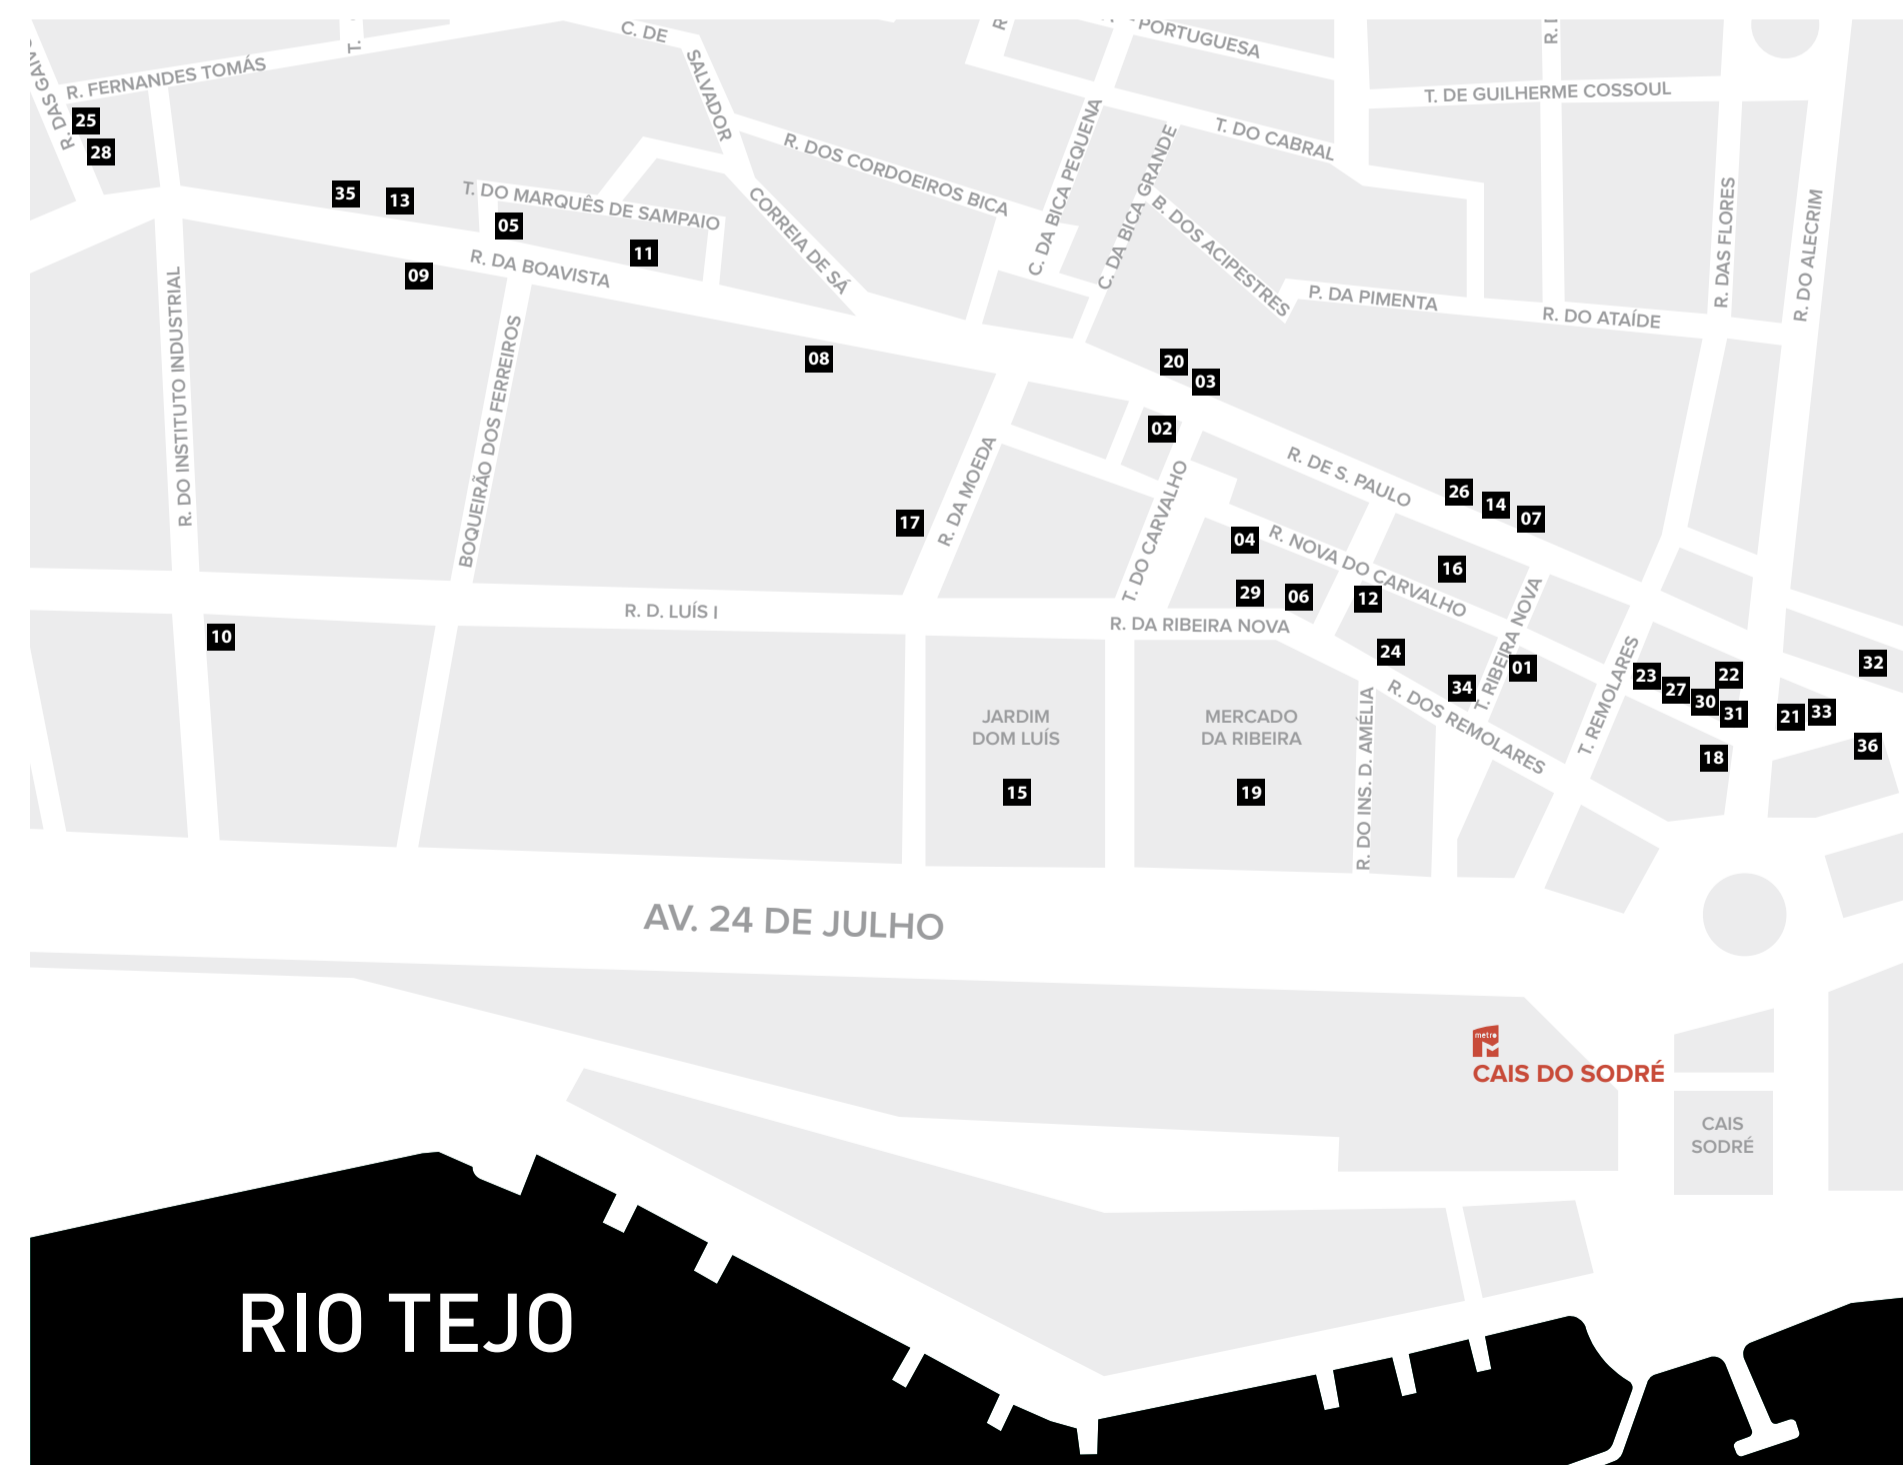 C. DE
R
PORTUGUESA
R. D
T.
R. DAS GAIV
R. FERNANDES TOMÁS
SALVADOR
T. DE GUILHERME COSSOUL
25
28
R. DOS CORDOEIROS BICA
C. DA BICA PEQUENA
C. DA BICA GRANDE
T. DO CABRAL
35
13
T. DO MARQUÊS DE SAMPAIO
05
11
CORREIA DE SÁ
B. DOS ACIPESTRES
R. DAS FLORES
R. DO ALECRIM
09
R. DA BOAVISTA
P. DA PIMENTA
R. DO ATAÍDE
R. DO INSTITUTO INDUSTRIAL
BOQUEIRÃO DOS FERREIROS
08
20
03
02
R. DE S. PAULO
R. DA MOEDA
T. DO CARVALHO
26
14
07
17
04
R. NOVA DO CARVALHO
16
29
06
12
R. D. LUÍS I
R. DA RIBEIRA NOVA
T. RIBEIRA NOVA
10
24
34
01
T. REMOLARES
23
27
22
30
31
21
33
32
36
18
R. DOS REMOLARES
R. DO INS. D. AMÉLIA
JARDIM
DOM LUÍS
15
MERCADO
DA RIBEIRA
19
AV. 24 DE JULHO
metro
CAIS DO SODRÉ
CAIS
SODRÉ
RIO TEJO